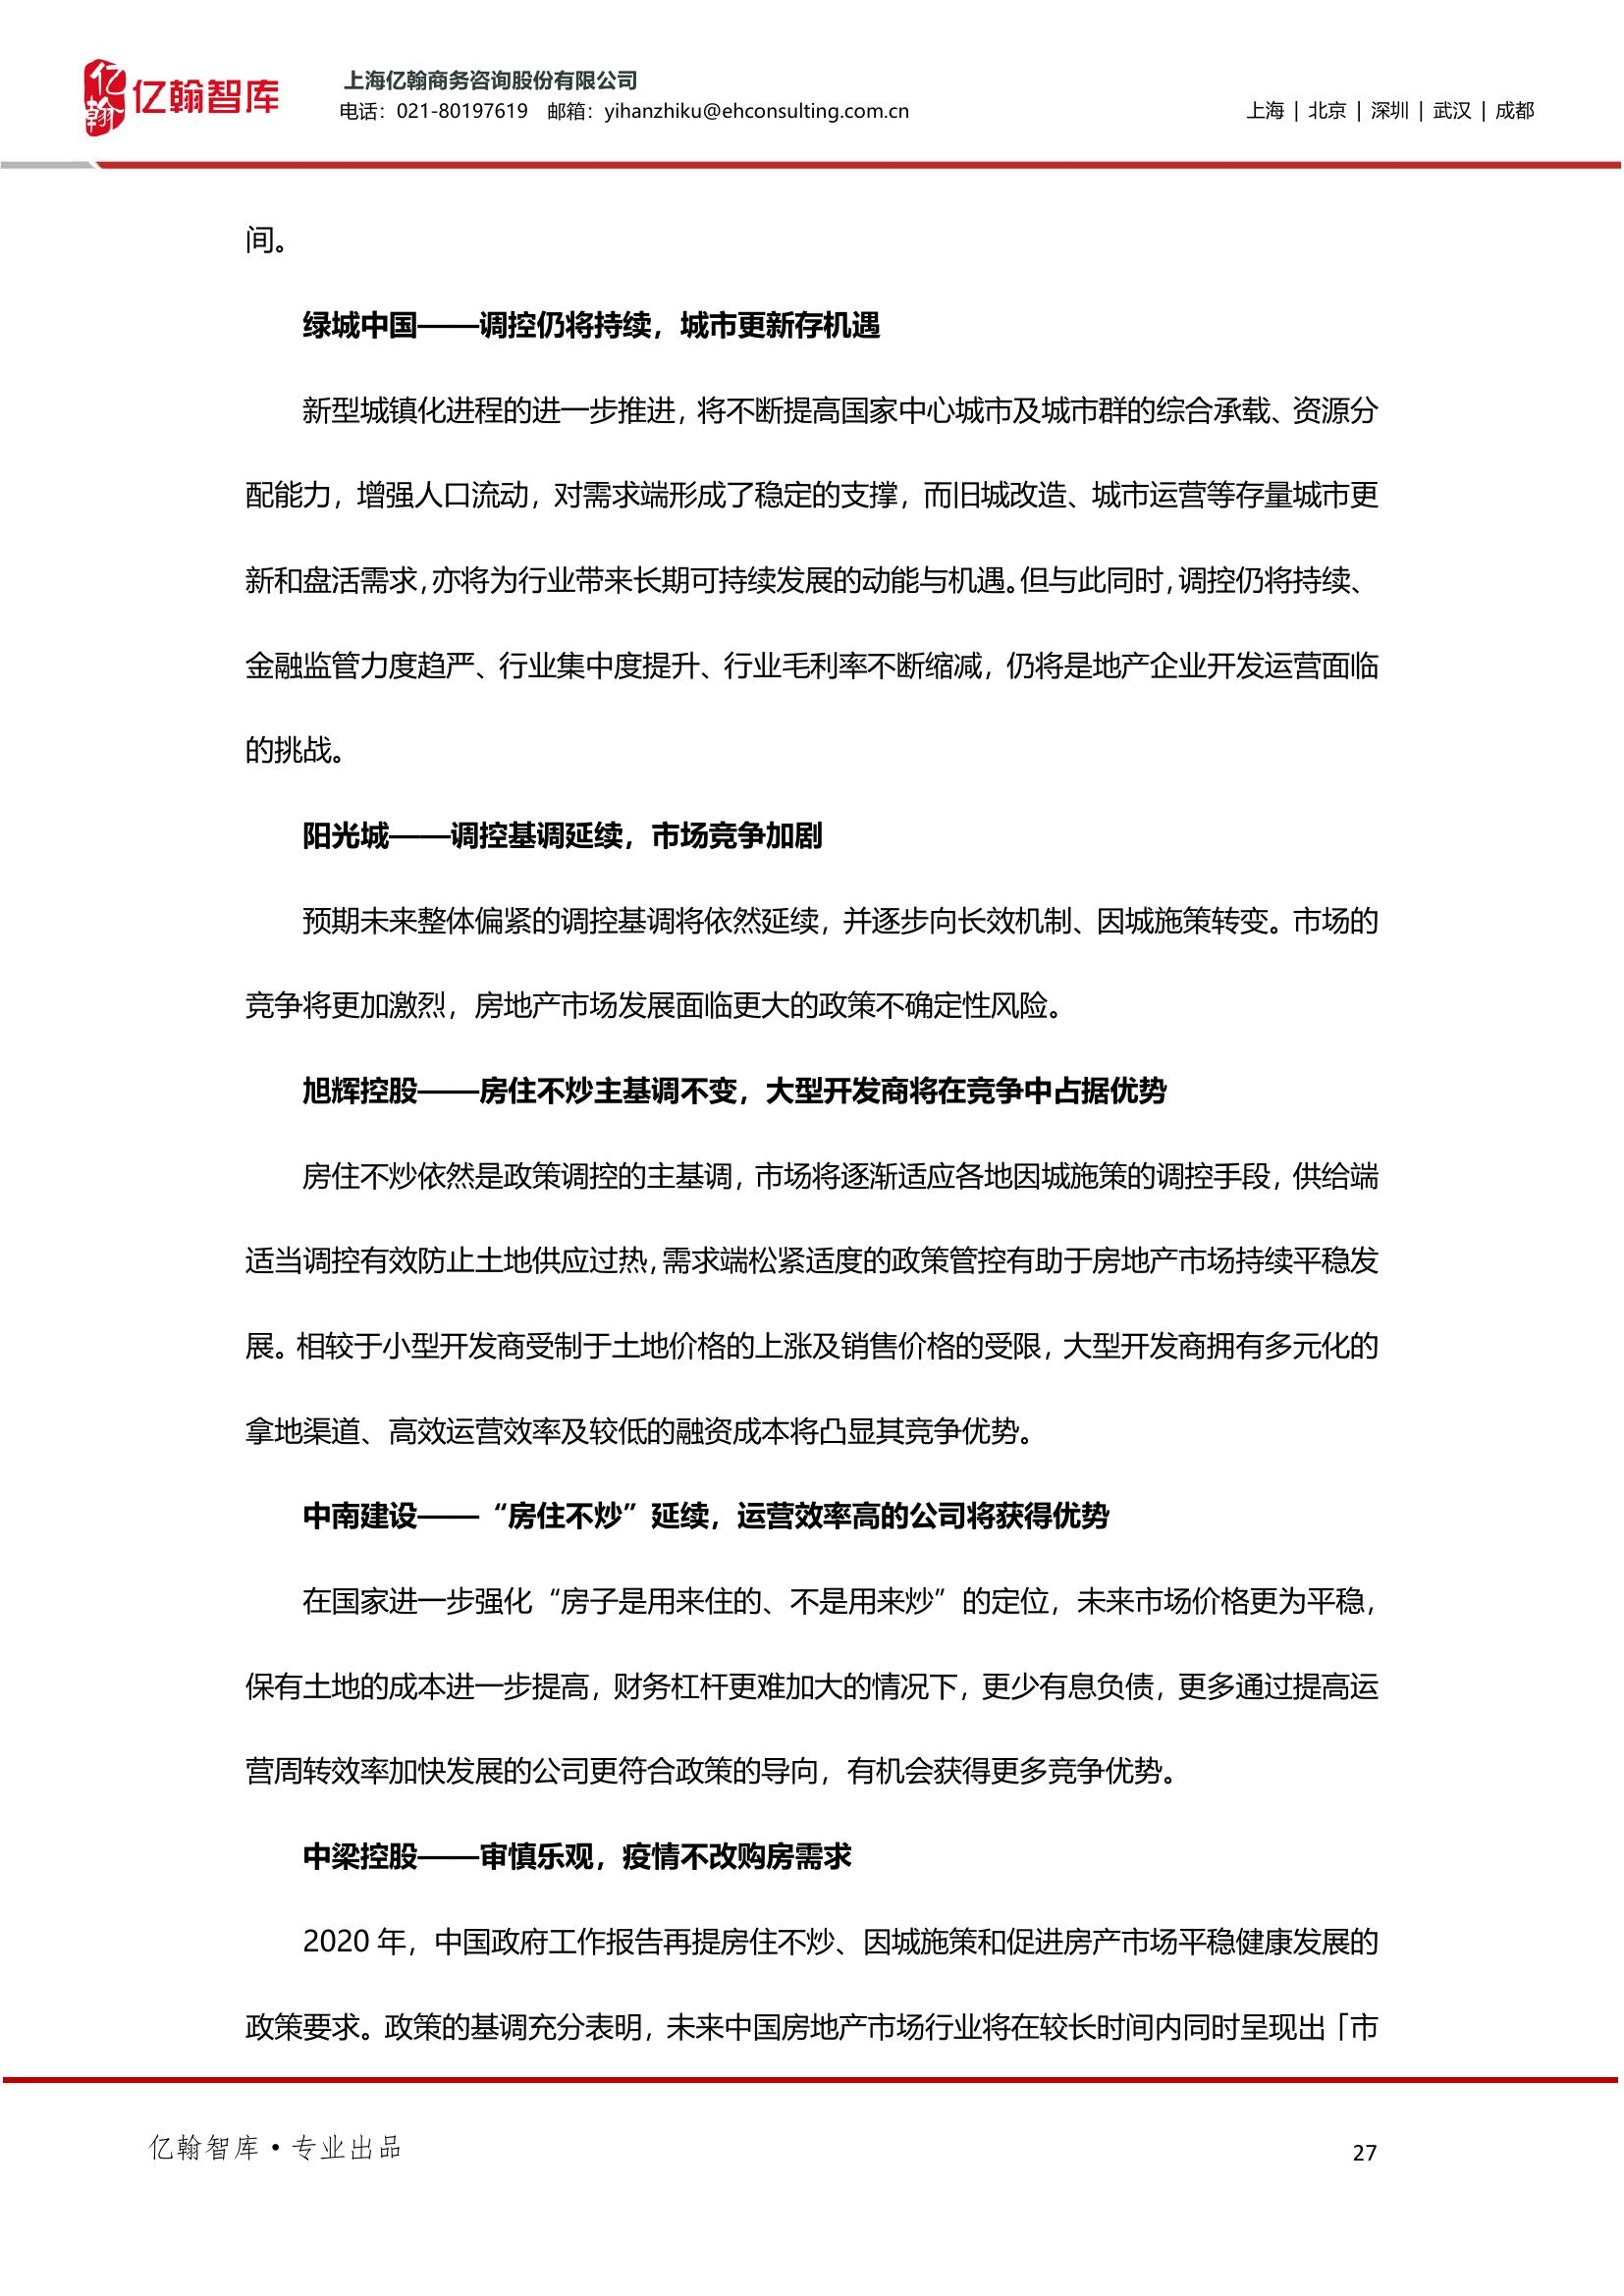 亿翰
亿翰智库
上海亿翰商务咨询股份有限公司
电话：021-80197619 邮箱：yihanzhiku@ehconsulting.com.cn
上海 | 北京 | 深圳 | 武汉 | 成都
间。
绿城中国——调控仍将持续，城市更新存机遇
新型城镇化进程的进一步推进，将不断提高国家中心城市及城市群的综合承载、资源分
配能力，增强人口流动，对需求端形成了稳定的支撑，而旧城改造、城市运营等存量城市更
新和盘活需求，亦将为行业带来长期可持续发展的动能与机遇。但与此同时，调控仍将持续、
金融监管力度趋严、行业集中度提升、行业毛利率不断缩减，仍将是地产企业开发运营面临
的挑战。
阳光城——调控基调延续，市场竞争加剧
预期未来整体偏紧的调控基调将依然延续，并逐步向长效机制、因城施策转变。市场的
竞争将更加激烈，房地产市场发展面临更大的政策不确定性风险。
旭辉控股——房住不炒主基调不变，大型开发商将在竞争中占据优势
房住不炒依然是政策调控的主基调，市场将逐渐适应各地因城施策的调控手段，供给端
适当调控有效防止土地供应过热，需求端松紧适度的政策管控有助于房地产市场持续平稳发
展。相较于小型开发商受制于土地价格的上涨及销售价格的受限，大型开发商拥有多元化的
拿地渠道、高效运营效率及较低的融资成本将凸显其竞争优势。
中南建设——“房住不炒”延续，运营效率高的公司将获得优势
在国家进一步强化“房子是用来住的、不是用来炒”的定位，未来市场价格更为平稳，
保有土地的成本进一步提高，财务杠杆更难加大的情况下，更少有息负债，更多通过提高运
营周转效率加快发展的公司更符合政策的导向，有机会获得更多竞争优势。
中梁控股——审慎乐观，疫情不改购房需求
2020 年，中国政府工作报告再提房住不炒、因城施策和促进房产市场平稳健康发展的
政策要求。政策的基调充分表明，未来中国房地产市场行业将在较长时间内同时呈现出「市
亿翰智库•专业出品
27